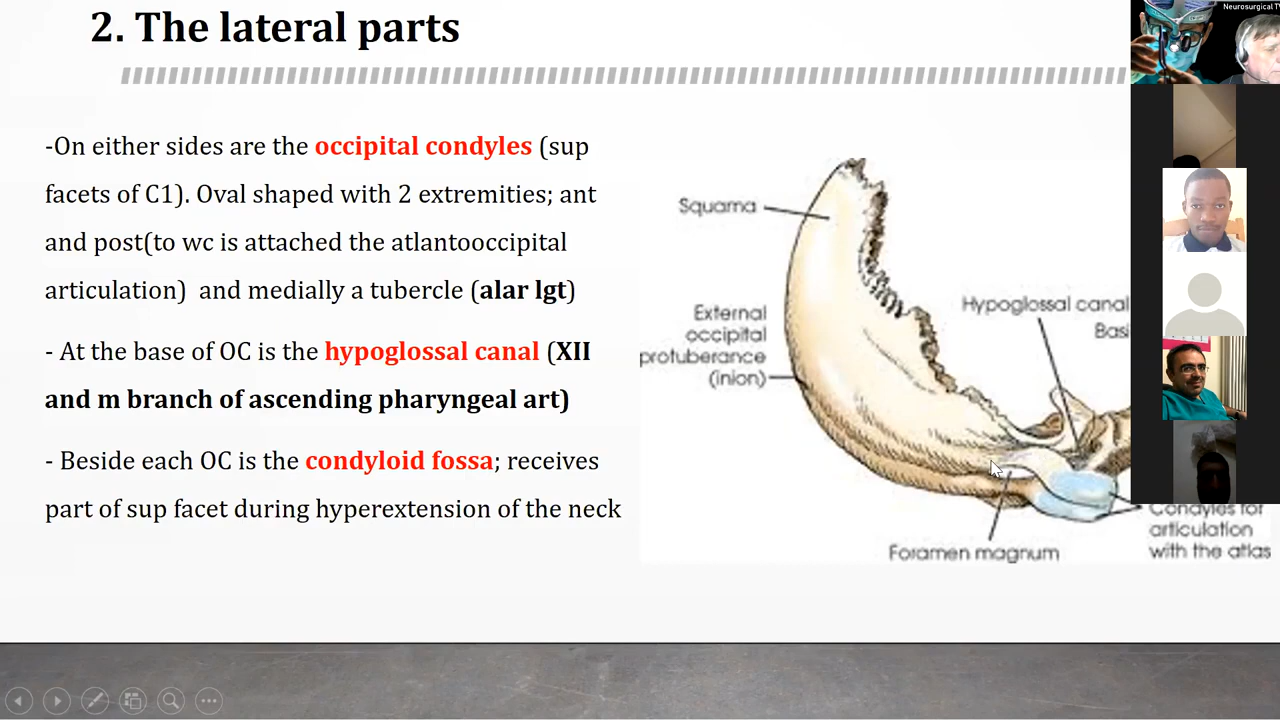 2. The lateral parts
Neurosurgical TV
-On either sides are the occipital condyles (sup
facets of C1). Oval shaped with 2 extremities; ant
and post(to wc is attached the atlantooccipital
articulation) and medially a tubercle (alar lgt)
- At the base of OC is the hypoglossal canal (XII
and m branch of ascending pharyngeal art)
- Beside each OC is the condyloid fossa; receives
part of sup facet during hyperextension of the neck
Squama
Hypoglossal canal
Basi
External
occipital
protuberance
(inion)
Condyles for
articulation
with the atlas
Foramen magnum